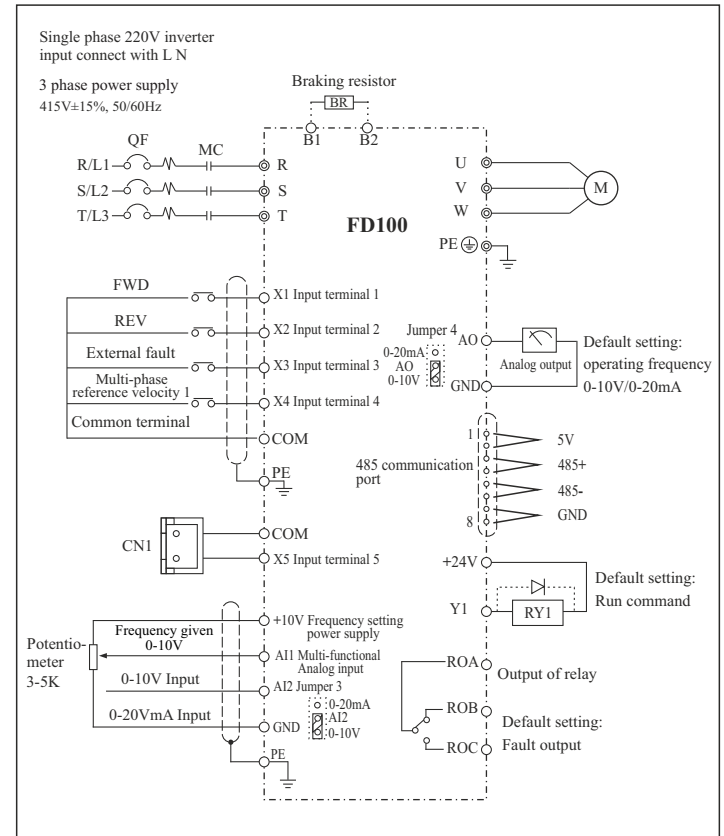 Single phase 220V inverter
input connect with L N
3 phase power supply
415V±15%, 50/60Hz
Braking resistor
BR
B1 B2
QF
MC
R/L1
R
S/L2
S
T/L3
T
U
V
W
M
FD100
PE
FWD
X1 Input terminal 1
REV
X2 Input terminal 2
External fault
X3 Input terminal 3
Multi-phase
reference velocity 1
X4 Input terminal 4
Common terminal
COM
PE
Jumper 4
0-20mA
AO
0-10V
AO
GND
Analog output
Default setting:
operating frequency
0-10V/0-20mA
485 communication
port
1
8
5V
485+
485-
GND
CN1
COM
X5 Input terminal 5
+24V
Y1
RY1
Default setting:
Run command
Potentio-
meter
3-5K
Frequency given
0-10V
0-10V Input
0-20VmA Input
+10V Frequency setting
power supply
AI1 Multi-functional
Analog input
AI2 Jumper 3
0-20mA
AI2
0-10V
GND
PE
ROA
ROB
ROC
Output of relay
Default setting:
Fault output